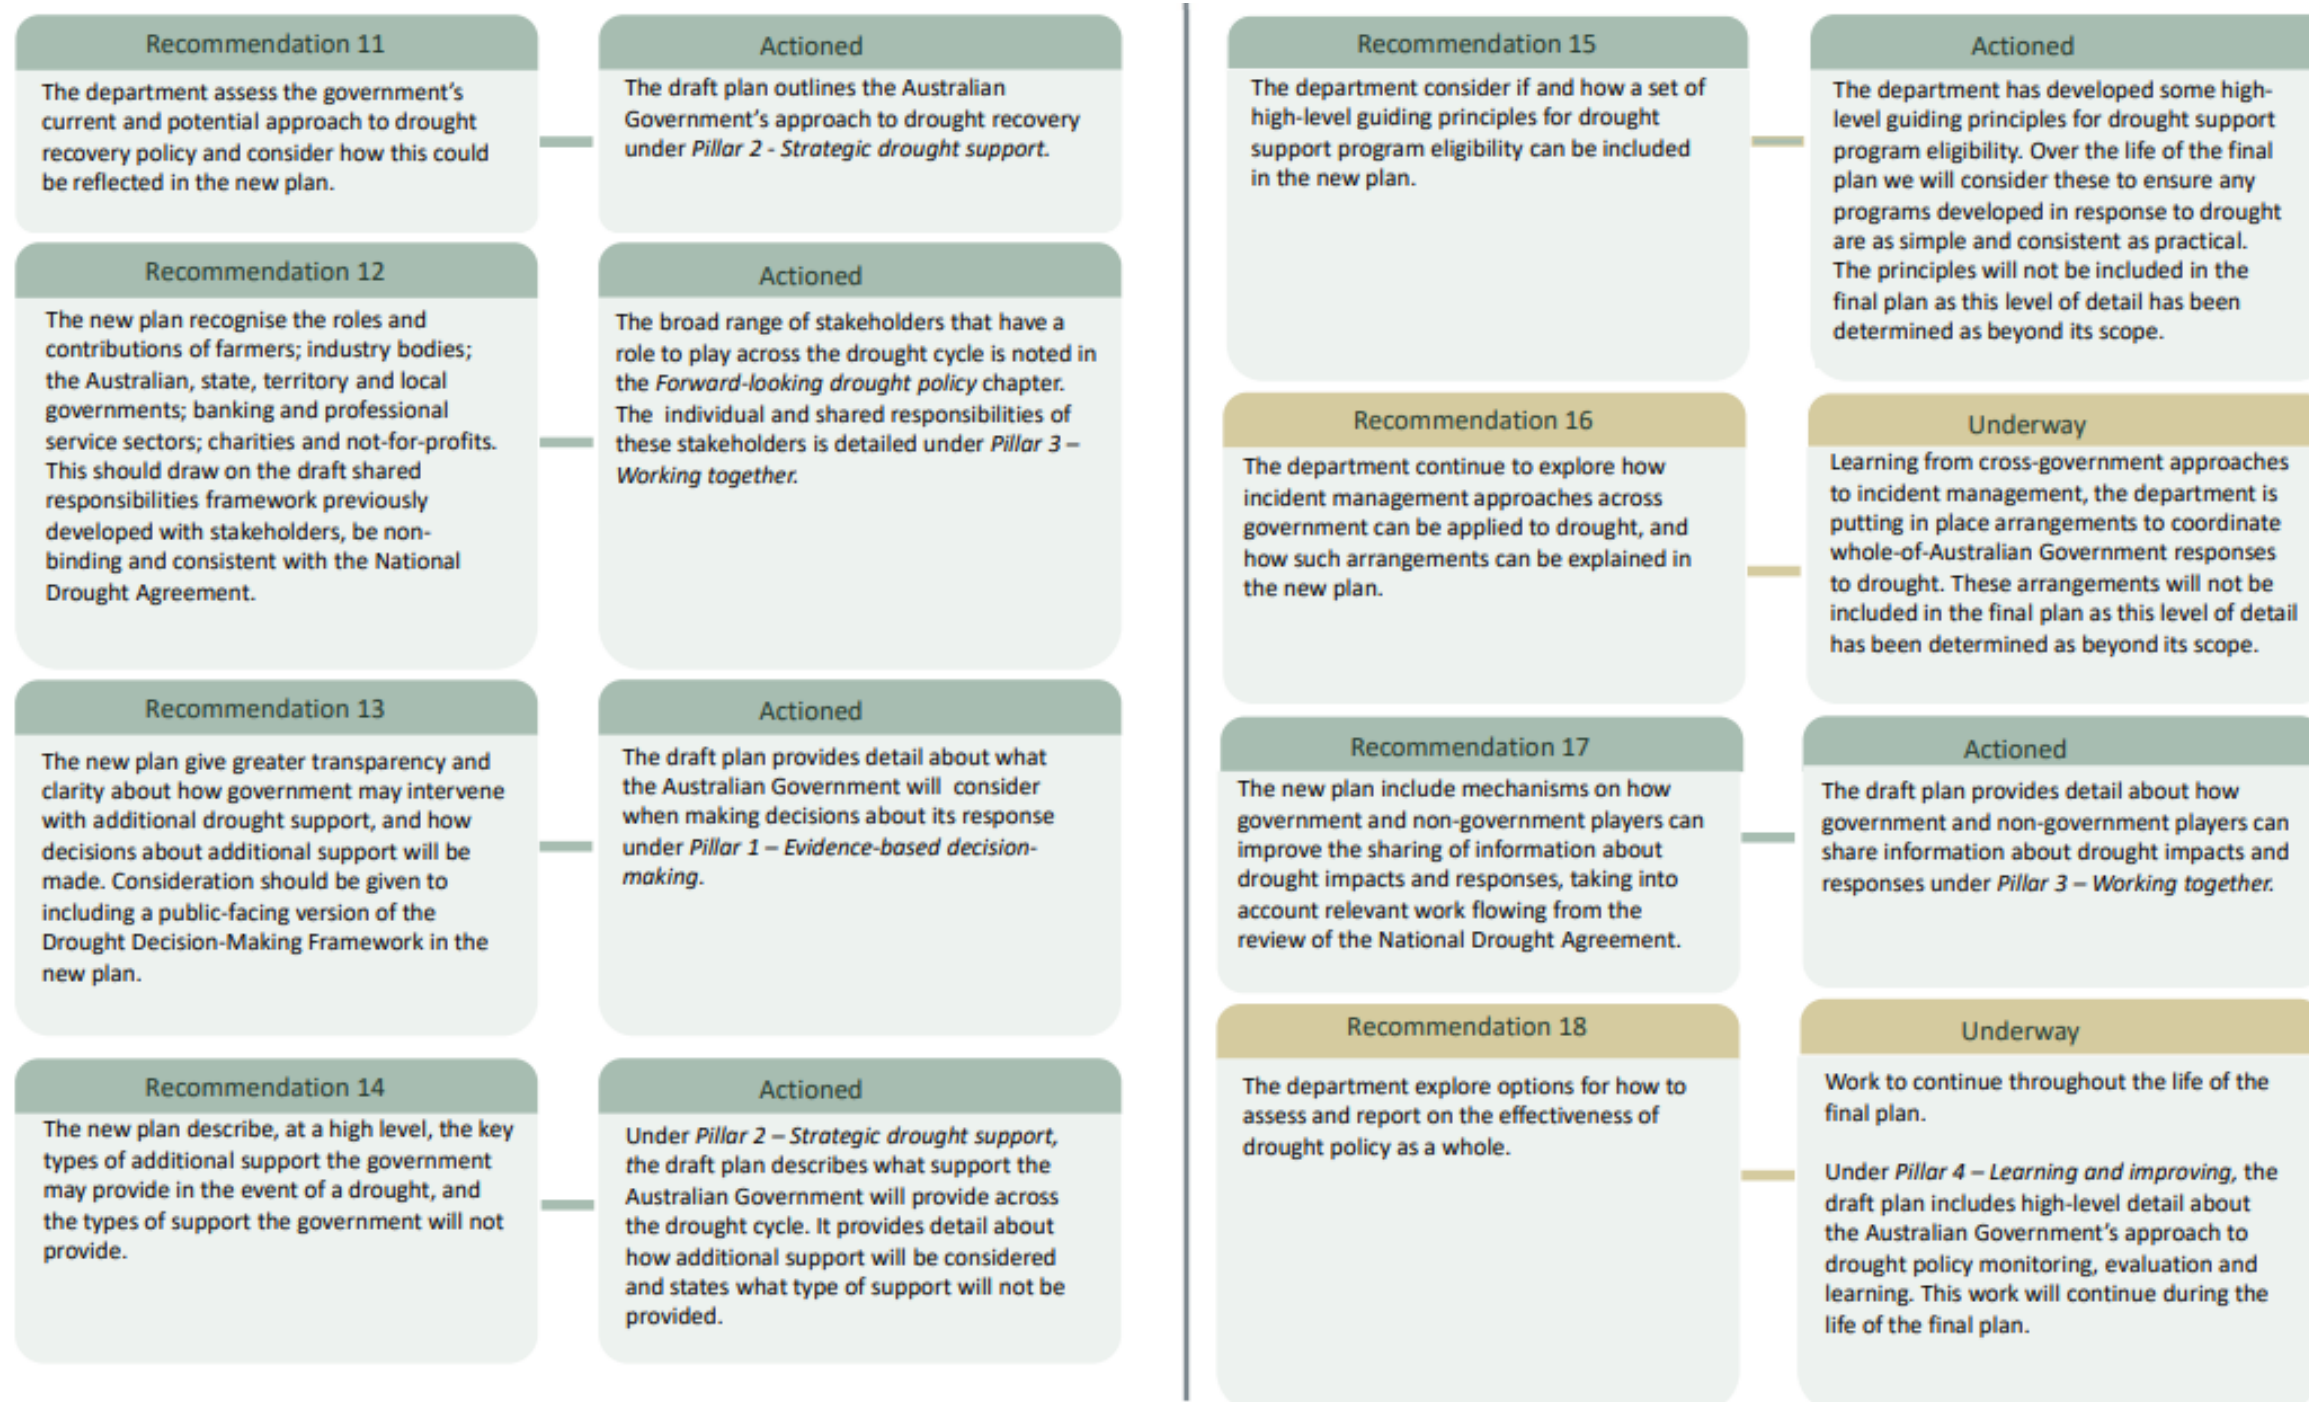 Recommendation 11
The department assess the government's
current and potential approach to drought
recovery policy and consider how this could
be reflected in the new plan.
Actioned
The draft plan outlines the Australian
Government's approach to drought recovery
under Pillar 2 - Strategic drought support.
Recommendation 12
The new plan recognise the roles and
contributions of farmers; industry bodies;
the Australian, state, territory and local
governments; banking and professional
service sectors; charities and not-for-profits.
This should draw on the draft shared
responsibilities framework previously
developed with stakeholders, be non-
binding and consistent with the National
Drought Agreement.
Actioned
The broad range of stakeholders that have a
role to play across the drought cycle is noted in
the Forward-looking drought policy chapter.
The individual and shared responsibilities of
these stakeholders is detailed under Pillar 3 –
Working together.
Recommendation 13
The new plan give greater transparency and
clarity about how government may intervene
with additional drought support, and how
decisions about additional support will be
made. Consideration should be given to
including a public-facing version of the
Drought Decision-Making Framework in the
new plan.
Actioned
The draft plan provides detail about what
the Australian Government will consider
when making decisions about its response
under Pillar 1 – Evidence-based decision-
making.
Recommendation 14
The new plan describe, at a high level, the key
types of additional support the government
may provide in the event of a drought, and
the types of support the government will not
provide.
Actioned
Under Pillar 2 – Strategic drought support,
the draft plan describes what support the
Australian Government will provide across
the drought cycle. It provides detail about
how additional support will be considered
and states what type of support will not be
provided.
Recommendation 15
The department consider if and how a set of
high-level guiding principles for drought
support program eligibility can be included
in the new plan.
Actioned
The department has developed some high-
level guiding principles for drought support
program eligibility. Over the life of the final
plan we will consider these to ensure any
programs developed in response to drought
are as simple and consistent as practical.
The principles will not be included in the
final plan as this level of detail has been
determined as beyond its scope.
Recommendation 16
The department continue to explore how
incident management approaches across
government can be applied to drought, and
how such arrangements can be explained in
the new plan.
Underway
Learning from cross-government approaches
to incident management, the department is
putting in place arrangements to coordinate
whole-of-Australian Government responses
to drought. These arrangements will not be
included in the final plan as this level of detail
has been determined as beyond its scope.
Recommendation 17
The new plan include mechanisms on how
government and non-government players can
improve the sharing of information about
drought impacts and responses, taking into
account relevant work flowing from the
review of the National Drought Agreement.
Actioned
The draft plan provides detail about how
government and non-government players can
share information about drought impacts and
responses under Pillar 3 – Working together.
Recommendation 18
The department explore options for how to
assess and report on the effectiveness of
drought policy as a whole.
Underway
Work to continue throughout the life of the
final plan.
Under Pillar 4 – Learning and improving, the
draft plan includes high-level detail about
the Australian Government's approach to
drought policy monitoring, evaluation and
learning. This work will continue during the
life of the final plan.